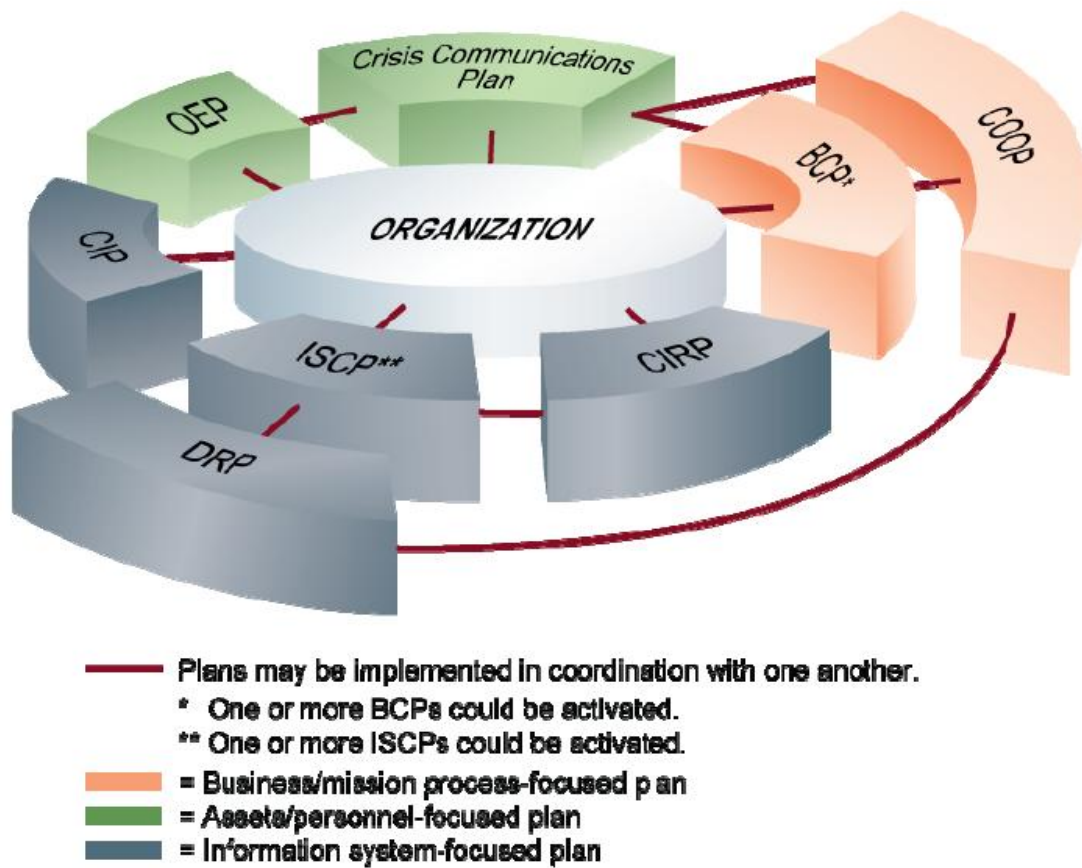 Crisis Communications
Plan
OEP
COOP
BCP*
ORGANIZATION
CIP
ISCP**
CIRP
DRP
Plans may be implemented in coordination with one another.
* One or more BCPs could be activated.
** One or more ISCPs could be activated.
= Business/mission process-focused p an
= Assets/personnel-focused plan
= Information system-focused plan